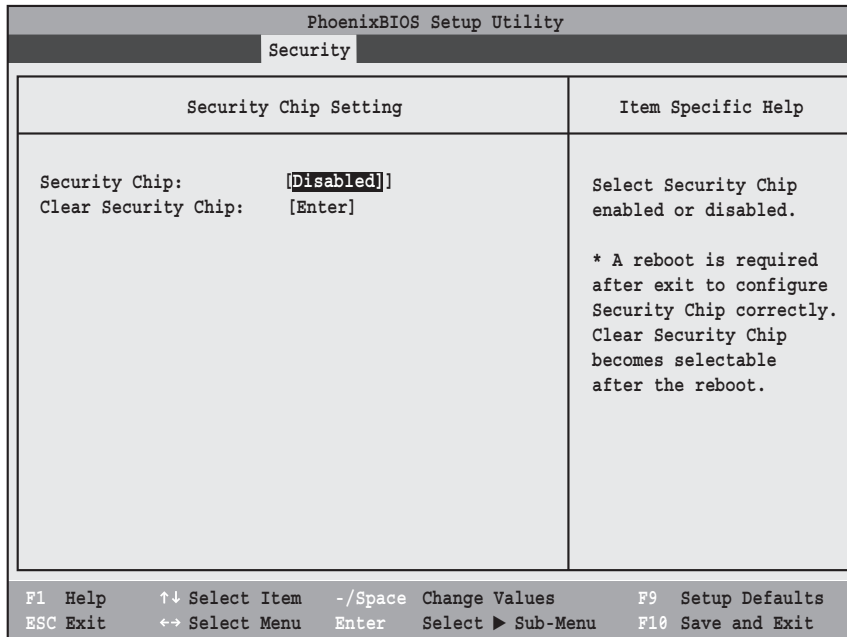 PhoenixBIOS Setup Utility
Security
Security Chip Setting
Item Specific Help
Security Chip: [Disabled]]
Clear Security Chip: [Enter]
Select Security Chip
enabled or disabled.
* A reboot is required
after exit to configure
Security Chip correctly.
Clear Security Chip
becomes selectable
after the reboot.
F1 Help ↑↓ Select Item -/Space Change Values F9 Setup Defaults
ESC Exit ←→ Select Menu Enter Select ▶ Sub-Menu F10 Save and Exit